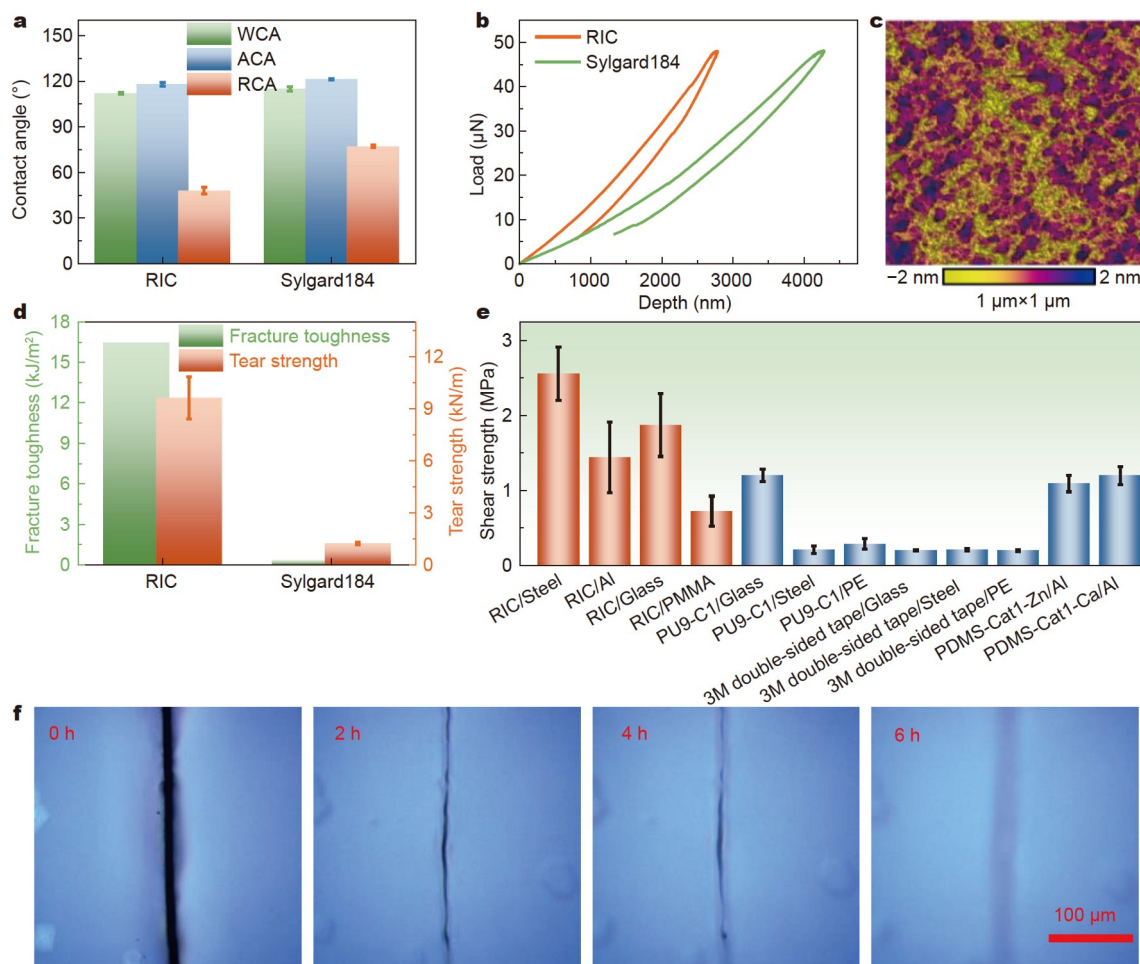 a
150
120
90
60
30
0
Contact angle (°)
WCA
ACA
RCA
RIC
Sylgard184
b
50
40
30
20
10
0
Load (μN)
RIC
Sylgard184
0
1000
2000
3000
4000
Depth (nm)
c
−2 nm
2 nm
1 μm×1 μm
d
18
15
12
9
6
3
0
Fracture toughness (kJ/m²)
Fracture toughness
Tear strength
12
9
6
3
0
Tear strength (kN/m)
RIC
Sylgard184
e
3
2
1
0
Shear strength (MPa)
RIC/Steel
RIC/Al
RIC/Glass
RIC/PMMA
PU9-C1/Glass
PU9-C1/Steel
PU9-C1/PE
3M double-sided tape/Glass
3M double-sided tape/Steel
3M double-sided tape/PE
PDMS-Cat1-Zn/Al
PDMS-Cat1-Ca/Al
f
0 h
2 h
4 h
6 h
100 μm